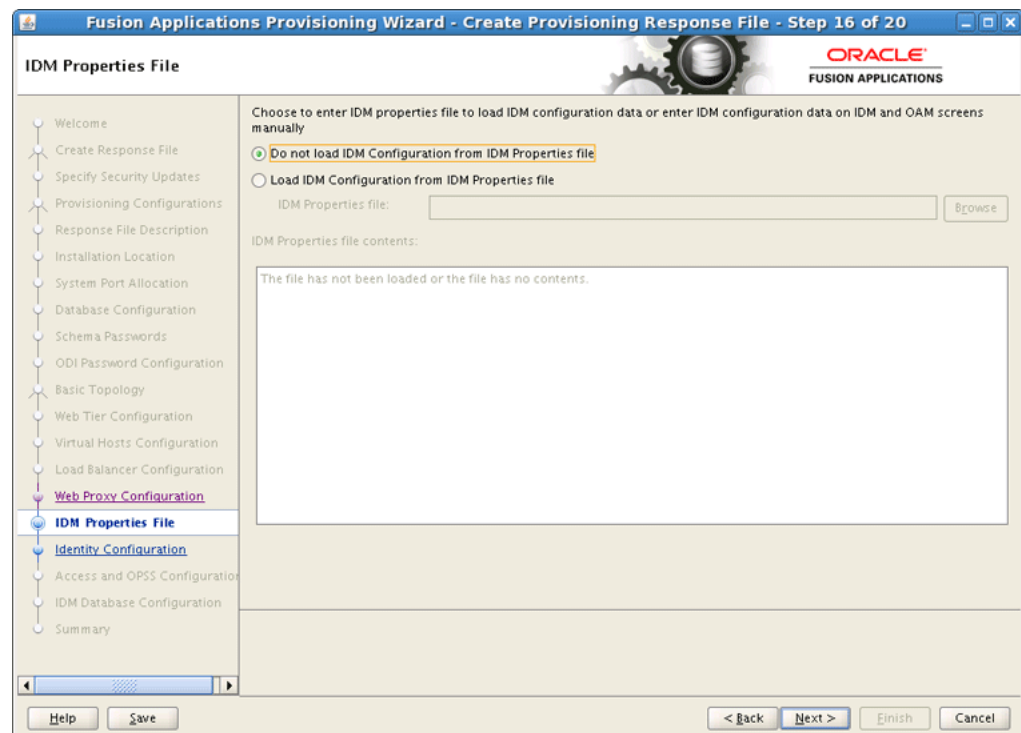 Fusion Applications Provisioning Wizard - Create Provisioning Response File - Step 16 of 20
IDM Properties File
ORACLE
FUSION APPLICATIONS
Welcome
Create Response File
Specify Security Updates
Provisioning Configurations
Response File Description
Installation Location
System Port Allocation
Database Configuration
Schema Passwords
ODI Password Configuration
Basic Topology
Web Tier Configuration
Virtual Hosts Configuration
Load Balancer Configuration
Web Proxy Configuration
IDM Properties File
Identity Configuration
Access and OPSS Configuration
IDM Database Configuration
Summary
Choose to enter IDM properties file to load IDM configuration data or enter IDM configuration data on IDM and OAM screens
manually
Do not load IDM Configuration from IDM Properties file
Load IDM Configuration from IDM Properties file
IDM Properties file:
Browse
IDM Properties file contents:
The file has not been loaded or the file has no contents.
Help
Save
< Back
Next >
Finish
Cancel